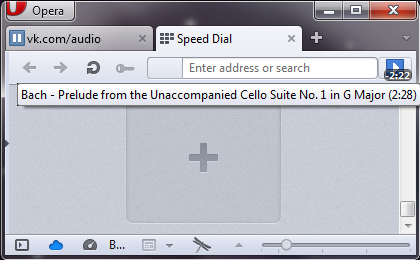 Opera
vk.com/audio
Speed Dial
Enter address or search
-2:22
Bach - Prelude from the Unaccompanied Cello Suite No. 1 in G Major (2:28)
B...